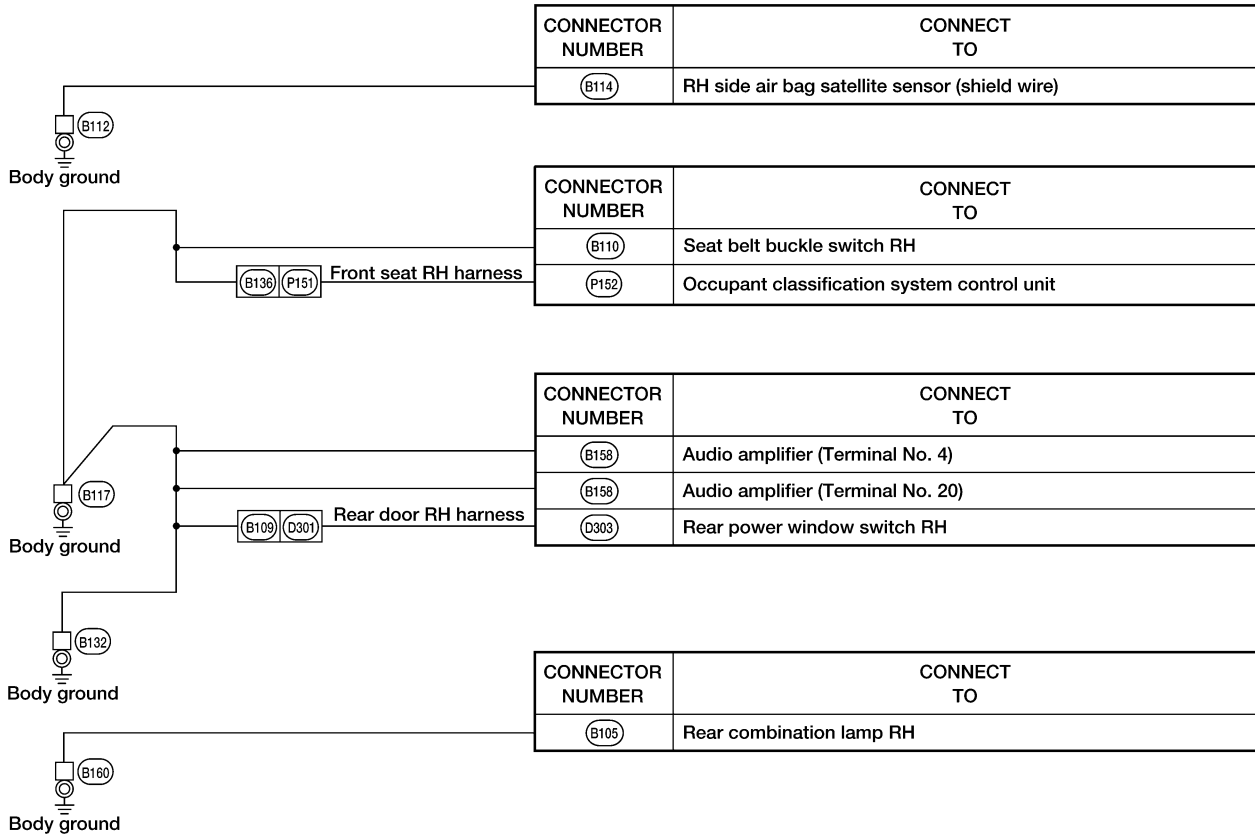 CONNECTOR NUMBER CONNECT TO
B114 RH side air bag satellite sensor (shield wire)
B112
Body ground
CONNECTOR NUMBER CONNECT TO
B110 Seat belt buckle switch RH
B136 P151 Front seat RH harness P152 Occupant classification system control unit
CONNECTOR NUMBER CONNECT TO
B158 Audio amplifier (Terminal No. 4)
B117 B158 Audio amplifier (Terminal No. 20)
B109 D301 Rear door RH harness D303 Rear power window switch RH
Body ground
B132
Body ground
CONNECTOR NUMBER CONNECT TO
B105 Rear combination lamp RH
B160
Body ground